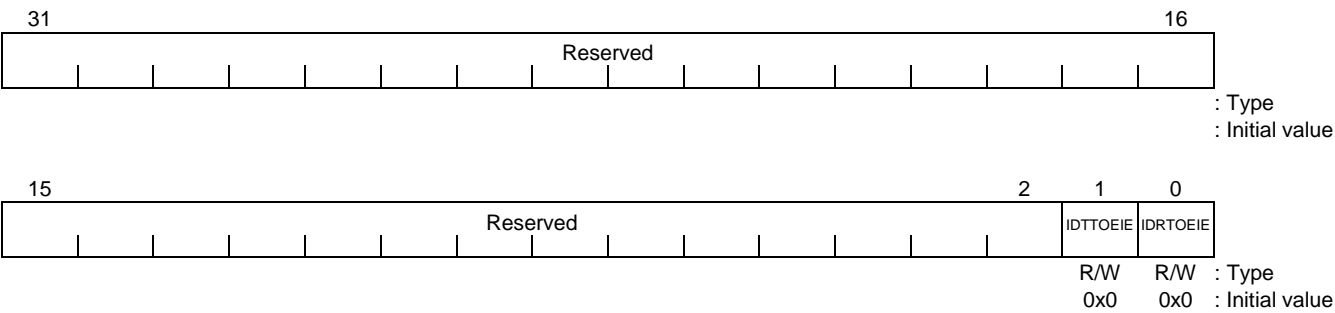 31 16
Reserved
: Type
: Initial value
15 2 1 0
Reserved IDTTOEIE IDRTOEIE
R/W R/W : Type
0x0 0x0 : Initial value